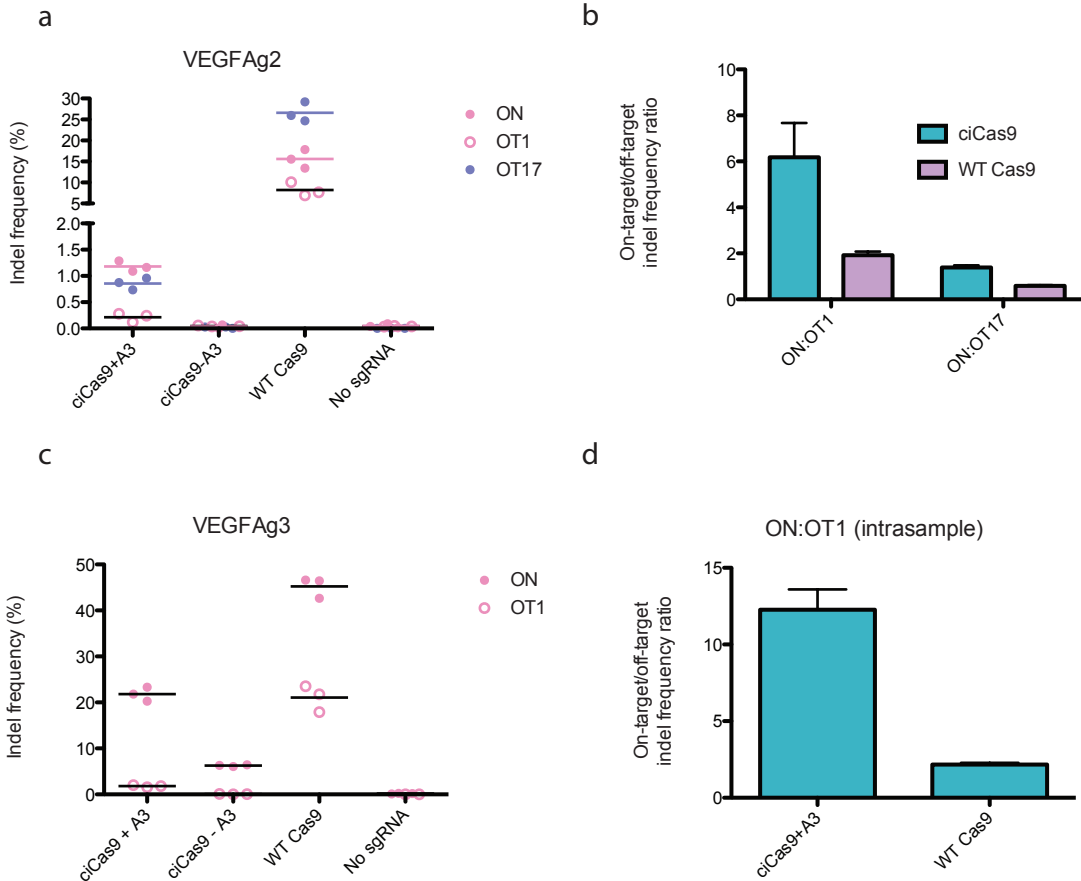 a
VEGFAg2
Indel frequency (%)
30
25
20
15
10
5
2.0
1.5
1.0
0.5
0.0
ciCas9+A3
ciCas9-A3
WT Cas9
No sgRNA
ON
OT1
OT17
b
On-target/off-target
indel frequency ratio
10
8
6
4
2
0
ON:OT1
ON:OT17
ciCas9
WT Cas9
c
VEGFAg3
Indel frequency (%)
50
40
30
20
10
0
ciCas9 + A3
ciCas9 - A3
WT Cas9
No sgRNA
ON
OT1
d
ON:OT1 (intrasample)
On-target/off-target
indel frequency ratio
15
10
5
0
ciCas9+A3
WT Cas9